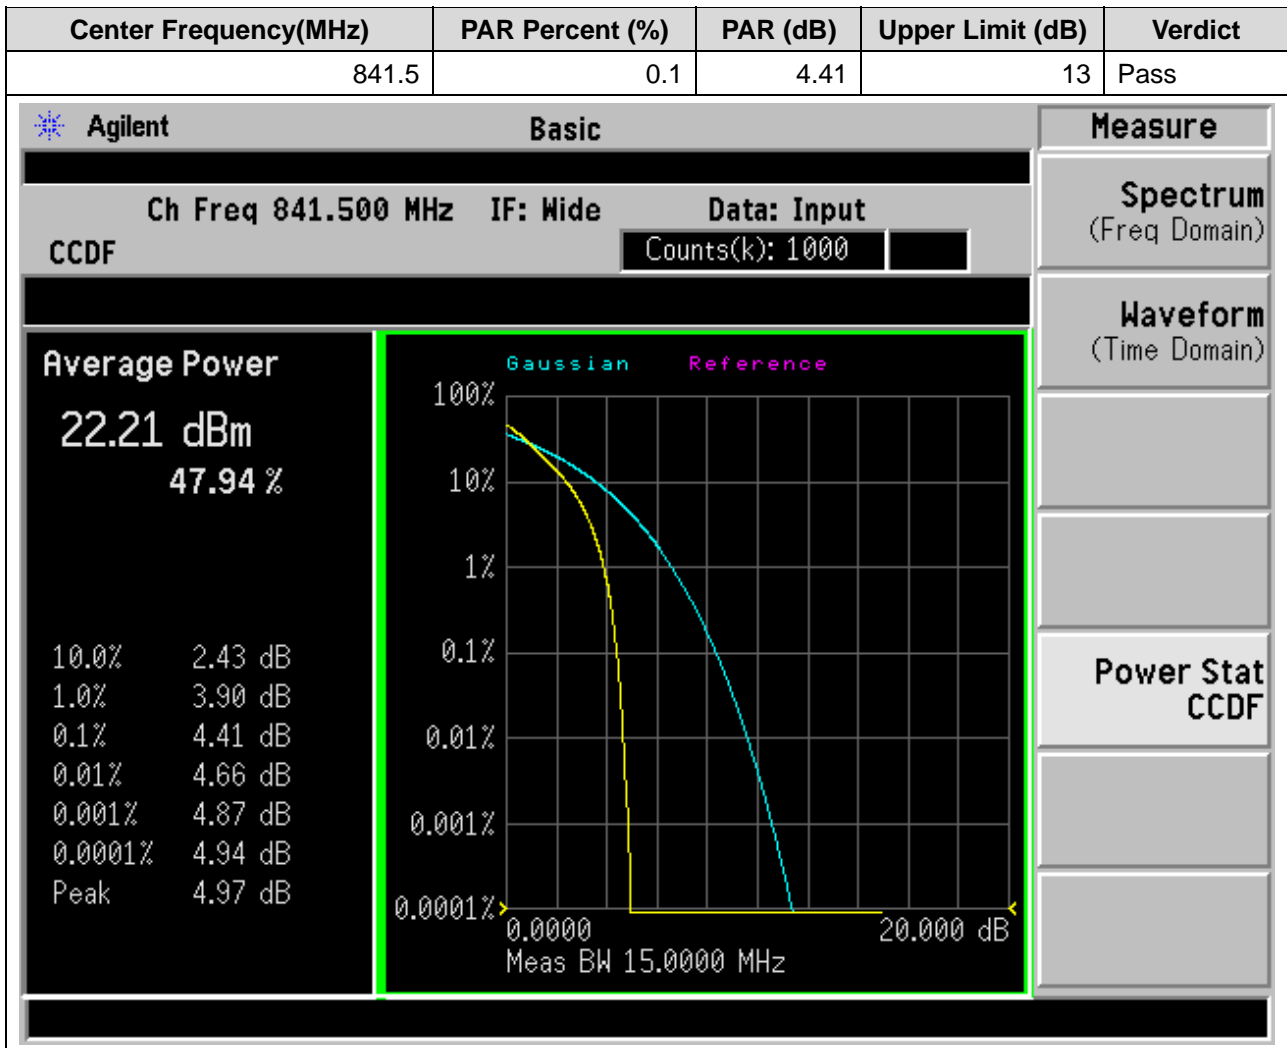 Center Frequency(MHz) PAR Percent (%) PAR (dB) Upper Limit (dB) Verdict
841.5 0.1 4.41 13 Pass
Agilent Basic Measure
Ch Freq 841.500 MHz IF: Wide Data: Input
CCDF Counts(k): 1000
Spectrum
(Freq Domain)
Waveform
(Time Domain)
Power Stat
CCDF
Average Power
22.21 dBm
47.94 %
10.0% 2.43 dB
1.0% 3.90 dB
0.1% 4.41 dB
0.01% 4.66 dB
0.001% 4.87 dB
0.0001% 4.94 dB
Peak 4.97 dB
Gaussian Reference
100%
10%
1%
0.1%
0.01%
0.001%
0.0001%
0.0000 20.000 dB
Meas BW 15.0000 MHz